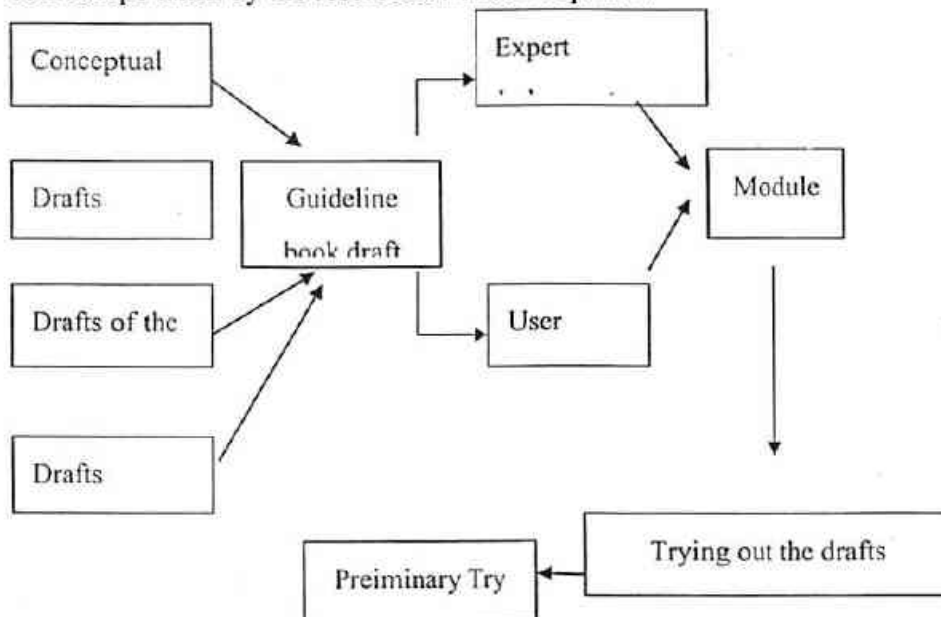 Conceptual
Expert
Drafts
Guideline
book draft
Module
Drafts of the
User
Drafts
Trying out the drafts
Preiminary Try